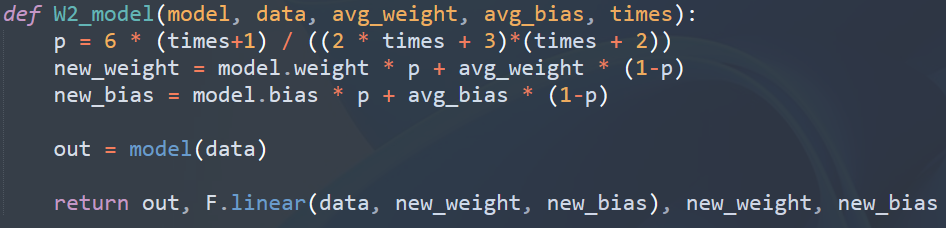 def W2_model(model, data, avg_weight, avg_bias, times):
    p = 6 * (times+1) / ((2 * times + 3)*(times + 2))
    new_weight = model.weight * p + avg_weight * (1-p)
    new_bias = model.bias * p + avg_bias * (1-p)
    out = model(data)
    return out, F.linear(data, new_weight, new_bias), new_weight, new_bias